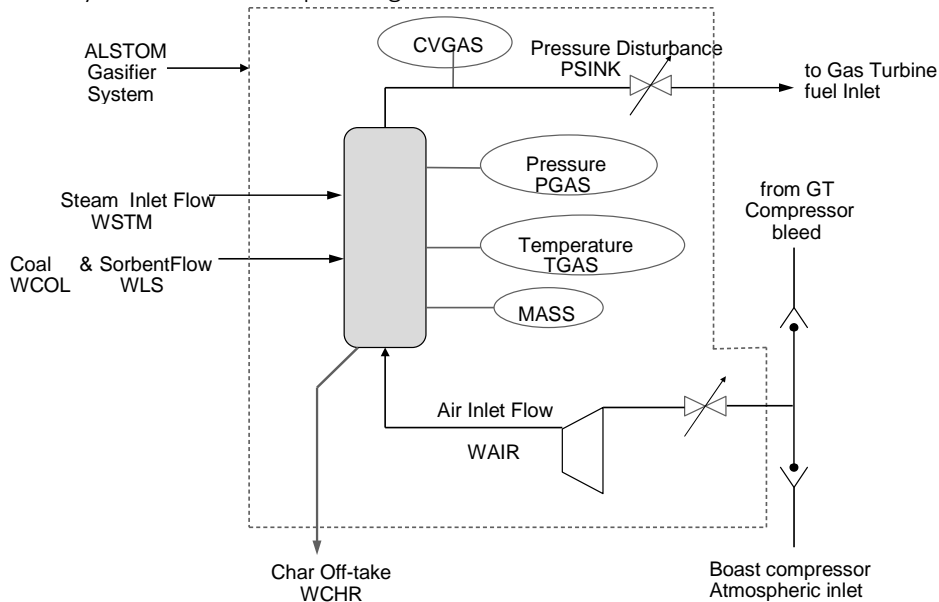 ALSTOM
Gasifier
System
CVGAS
Pressure Disturbance
PSINK
to Gas Turbine
fuel Inlet
Pressure
PGAS
Steam Inlet Flow
WSTM
from GT
Compressor
bleed
Temperature
TGAS
Coal & SorbentFlow
WCOL WLS
MASS
Air Inlet Flow
WAIR
Char Off-take
WCHR
Boast compressor
Atmospheric inlet